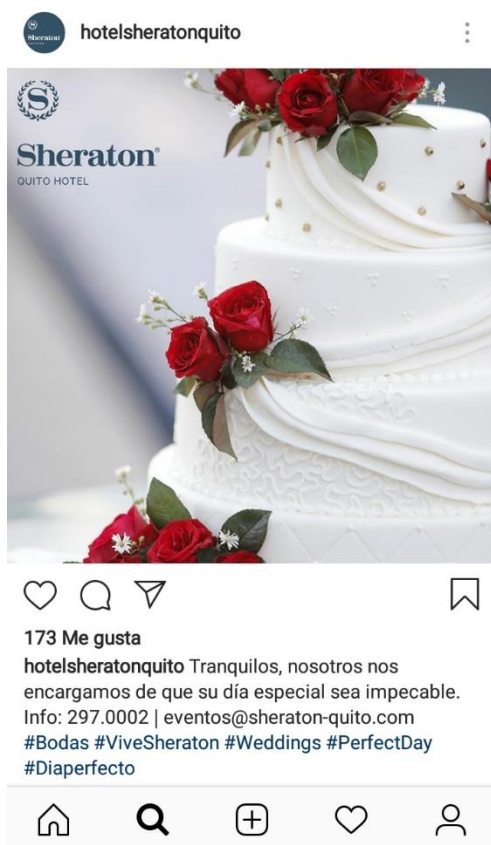 hotelsheratonquito
Sheraton
QUITO HOTEL
173 Me gusta
hotelsheratonquito Tranquilos, nosotros nos
encargamos de que su día especial sea impecable.
Info: 297.0002 | eventos@sheraton-quito.com
#Bodas #ViveSheraton #Weddings #PerfectDay
#Diaperfecto